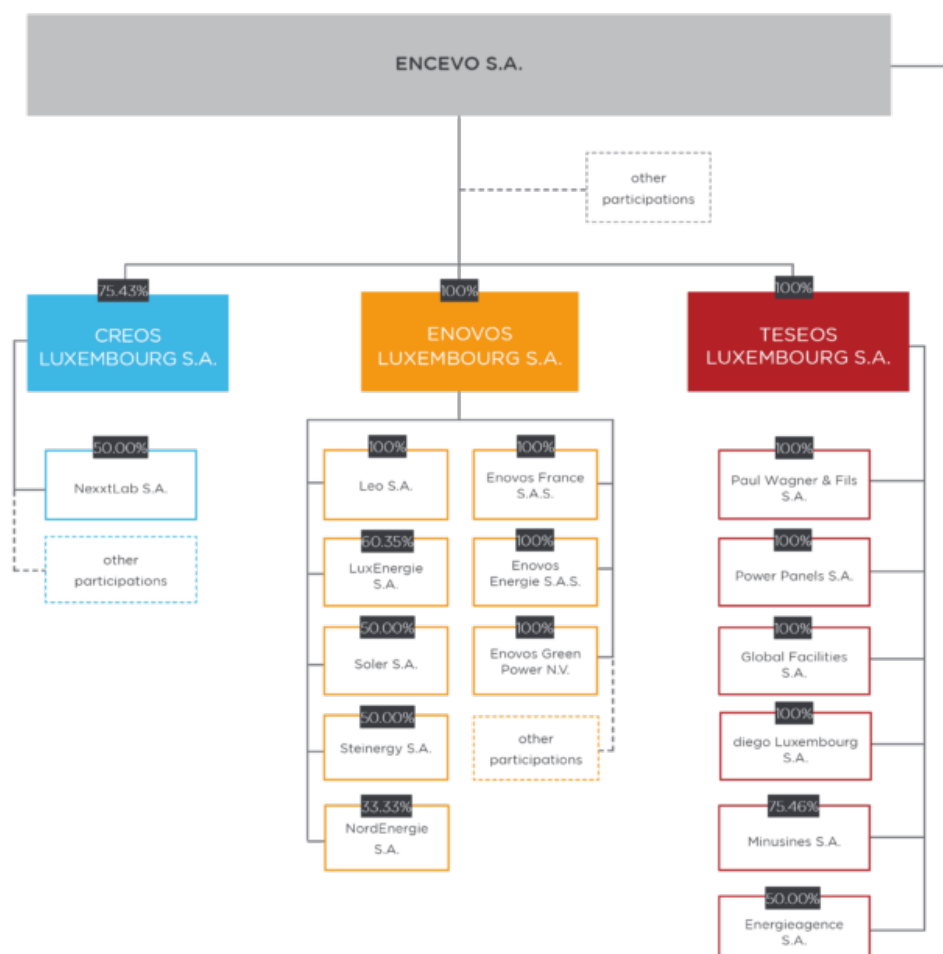 ENCEVO S.A.
other
participations
75.43%
CREOS
LUXEMBOURG S.A.
50.00%
NexxtLab S.A.
other
participations
100%
ENOVOS
LUXEMBOURG S.A.
100%
Leo S.A.
60.35%
LuxEnergie
S.A.
50.00%
Soler S.A.
50.00%
Steinergy S.A.
33.33%
NordEnergie
S.A.
100%
Enovos France
S.A.S.
100%
Enovos
Energie S.A.S.
100%
Enovos Green
Power N.V.
other
participations
100%
TESEOS
LUXEMBOURG S.A.
100%
Paul Wagner & Fils
S.A.
100%
Power Panels S.A.
100%
Global Facilities
S.A.
100%
diego Luxembourg
S.A.
75.46%
Minusines S.A.
50.00%
Energieagence
S.A.